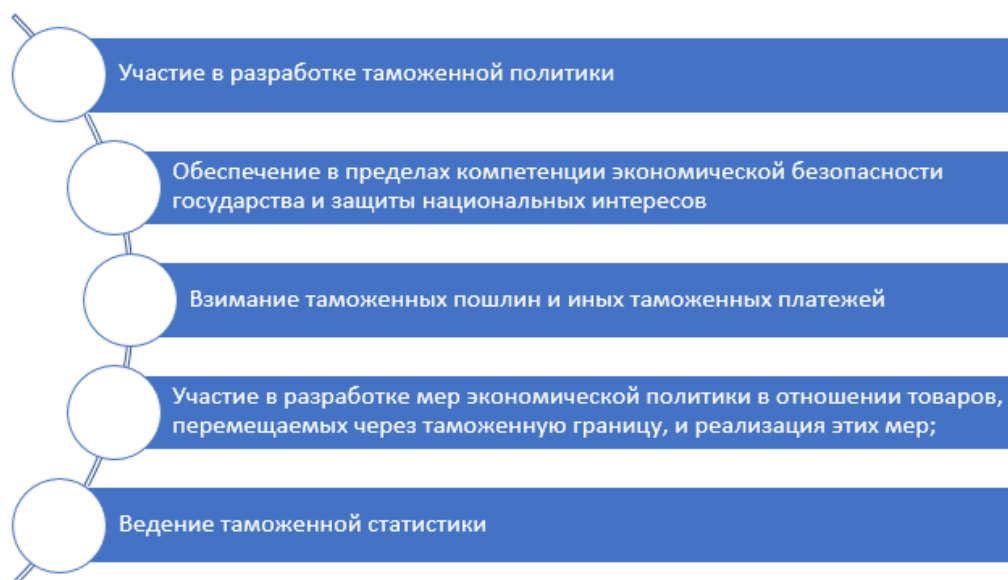 Участие в разработке таможенной политики
Обеспечение в пределах компетенции экономической безопасности
государства и защиты национальных интересов
Взимание таможенных пошлин и иных таможенных платежей
Участие в разработке мер экономической политики в отношении товаров,
перемещаемых через таможенную границу, и реализация этих мер;
Ведение таможенной статистики